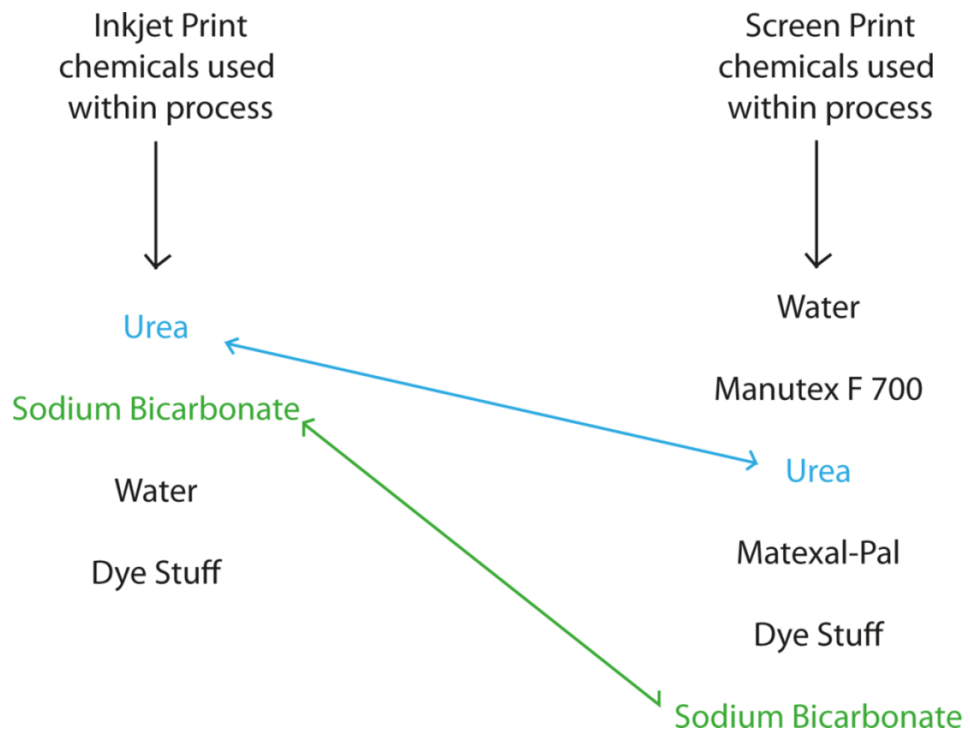 Inkjet Print
chemicals used
within process
Urea
Sodium Bicarbonate
Water
Dye Stuff
Screen Print
chemicals used
within process
Water
Manutex F 700
Urea
Matexal-Pal
Dye Stuff
Sodium Bicarbonate